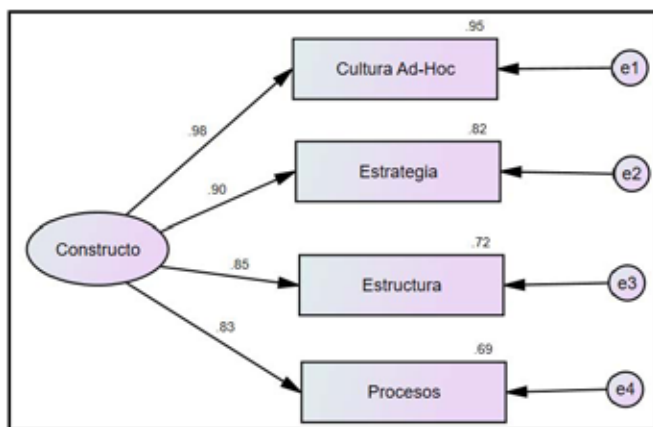 .95
Cultura Ad-Hoc
e1
.98
.82
Estrategia
e2
.90
Constructo
.72
.85
Estructura
e3
.83
.69
Procesos
e4